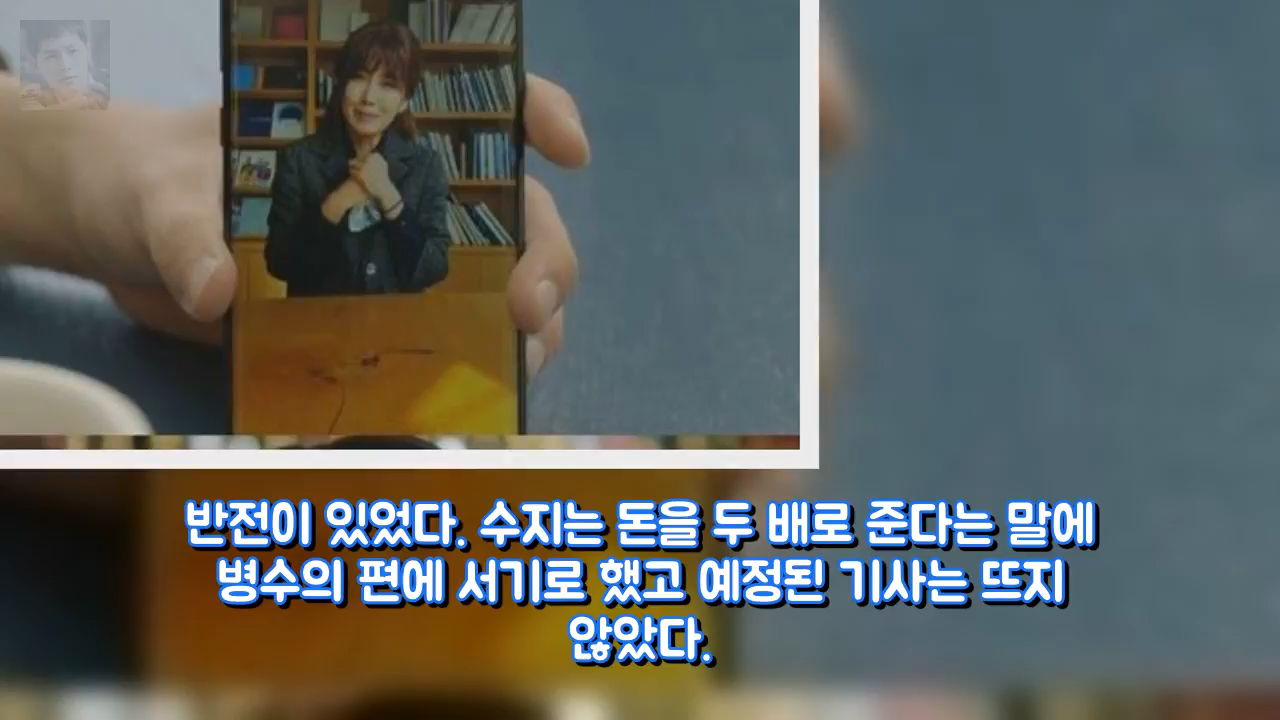 반전이 있었다. 수지는 돈을 두 배로 준다는 말에
병수의 편에 서기로 했고 예정된 기사는 뜨지
않았다.